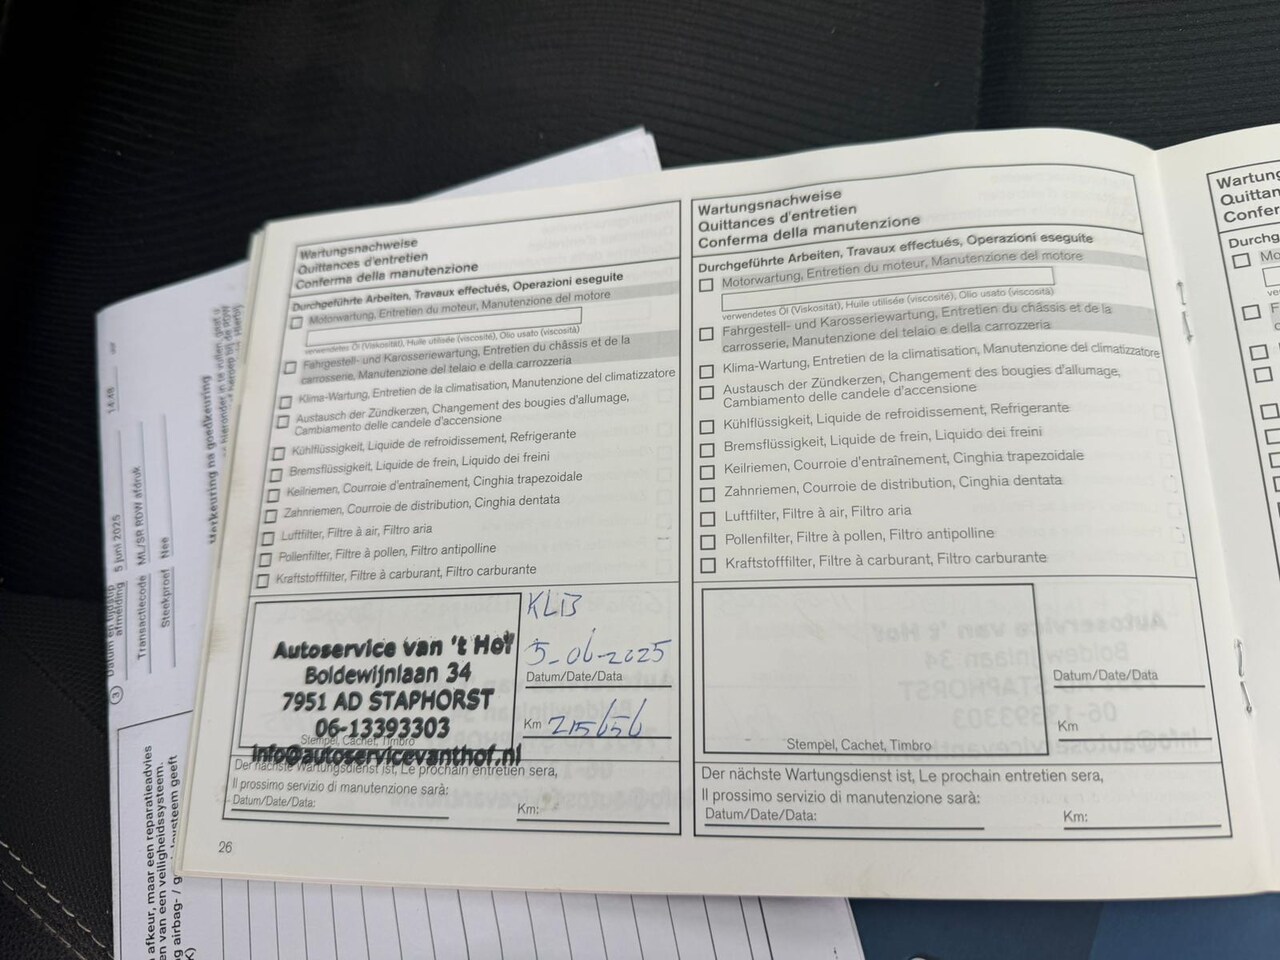 Wartungsnachweise
Quittances d'entretien
Conferma della manutenzione
Durchgeführte Arbeiten, Travaux effectués, Operazioni eseguite
Motorwartung, Entretien du moteur, Manutenzione del motore
verwendetes Öl (Viskosität), Huile utilisée (viscosité), Olio usato (viscosità)
Fahrgestell- und Karosseriewartung, Entretien du châssis et de la
carrosserie, Manutenzione del telaio e della carrozzeria
Klima-Wartung, Entretien de la climatisation, Manutenzione del climatizzatore
Austausch der Zündkerzen, Changement des bougies d'allumage,
Cambiamento delle candele d'accensione
Kühlflüssigkeit, Liquide de refroidissement, Refrigerante
Bremsflüssigkeit, Liquide de frein, Liquido dei freini
Keilriemen, Courroie d'entraînement, Cinghia trapezoidale
Zahnriemen, Courroie de distribution, Cinghia dentata
Luftfilter, Filtre à air, Filtro aria
Pollenfilter, Filtre à pollen, Filtro antipolline
Kraftstofffilter, Filtre à carburant, Filtro carburante
KLB
Autoservice van 't Hof
Boldewijnlaan 34
7951 AD STAPHORST
06-13393303
info@autoservicevanthof.nl
Stempel, Cachet, Timbro
5-06-2025
Datum/Date/Data
Km 215656
Der nächste Wartungsdienst ist, Le prochain entretien sera,
Il prossimo servizio di manutenzione sarà:
Datum/Date/Data:
Km:
26
Wartungsnachweise
Quittances d'entretien
Conferma della manutenzione
Durchgeführte Arbeiten, Travaux effectués, Operazioni eseguite
Motorwartung, Entretien du moteur, Manutenzione del motore
verwendetes Öl (Viskosität), Huile utilisée (viscosité), Olio usato (viscosità)
Fahrgestell- und Karosseriewartung, Entretien du châssis et de la
carrosserie, Manutenzione del telaio e della carrozzeria
Klima-Wartung, Entretien de la climatisation, Manutenzione del climatizzatore
Austausch der Zündkerzen, Changement des bougies d'allumage,
Cambiamento delle candele d'accensione
Kühlflüssigkeit, Liquide de refroidissement, Refrigerante
Bremsflüssigkeit, Liquide de frein, Liquido dei freini
Keilriemen, Courroie d'entraînement, Cinghia trapezoidale
Zahnriemen, Courroie de distribution, Cinghia dentata
Luftfilter, Filtre à air, Filtro aria
Pollenfilter, Filtre à pollen, Filtro antipolline
Kraftstofffilter, Filtre à carburant, Filtro carburante
Stempel, Cachet, Timbro
Datum/Date/Data
Km
Der nächste Wartungsdienst ist, Le prochain entretien sera,
Il prossimo servizio di manutenzione sarà:
Datum/Date/Data:
Km:
3 Datum en tijdstip
afmelding 5 juni 2025 14:48
Transactiecode ML/SR RDW afdruk
Steekproef Nee
afkeur, maar een reparatieadvies
en van een veiligheidssysteem.